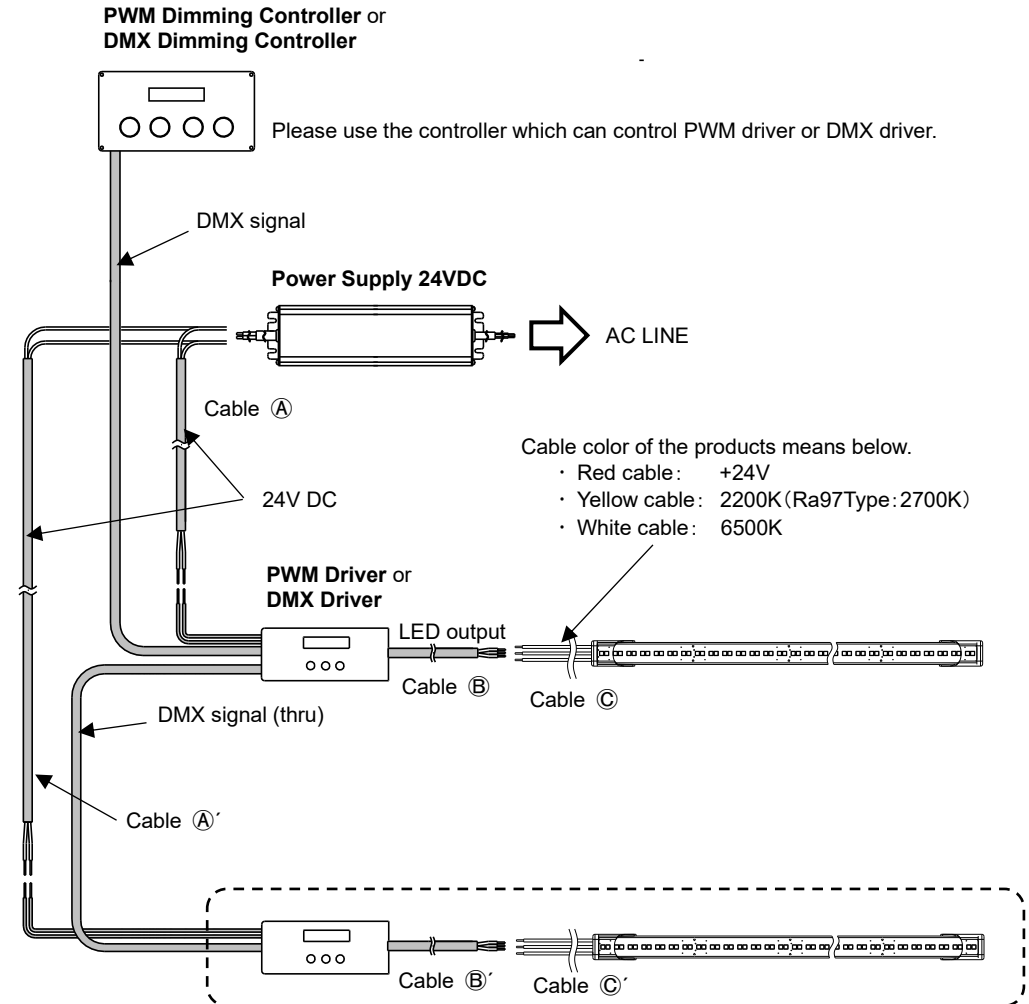 PWM Dimming Controller or
DMX Dimming Controller
-
Please use the controller which can control PWM driver or DMX driver.
DMX signal
Power Supply 24VDC
AC LINE
Cable Ⓐ
Cable color of the products means below.
・ Red cable： +24V
・ Yellow cable： 2200K（Ra97Type：2700K）
・ White cable： 6500K
24V DC
PWM Driver or
DMX Driver
LED output
Cable Ⓑ
Cable Ⓒ
DMX signal (thru)
Cable Ⓐ´
Cable Ⓑ´
Cable Ⓒ´